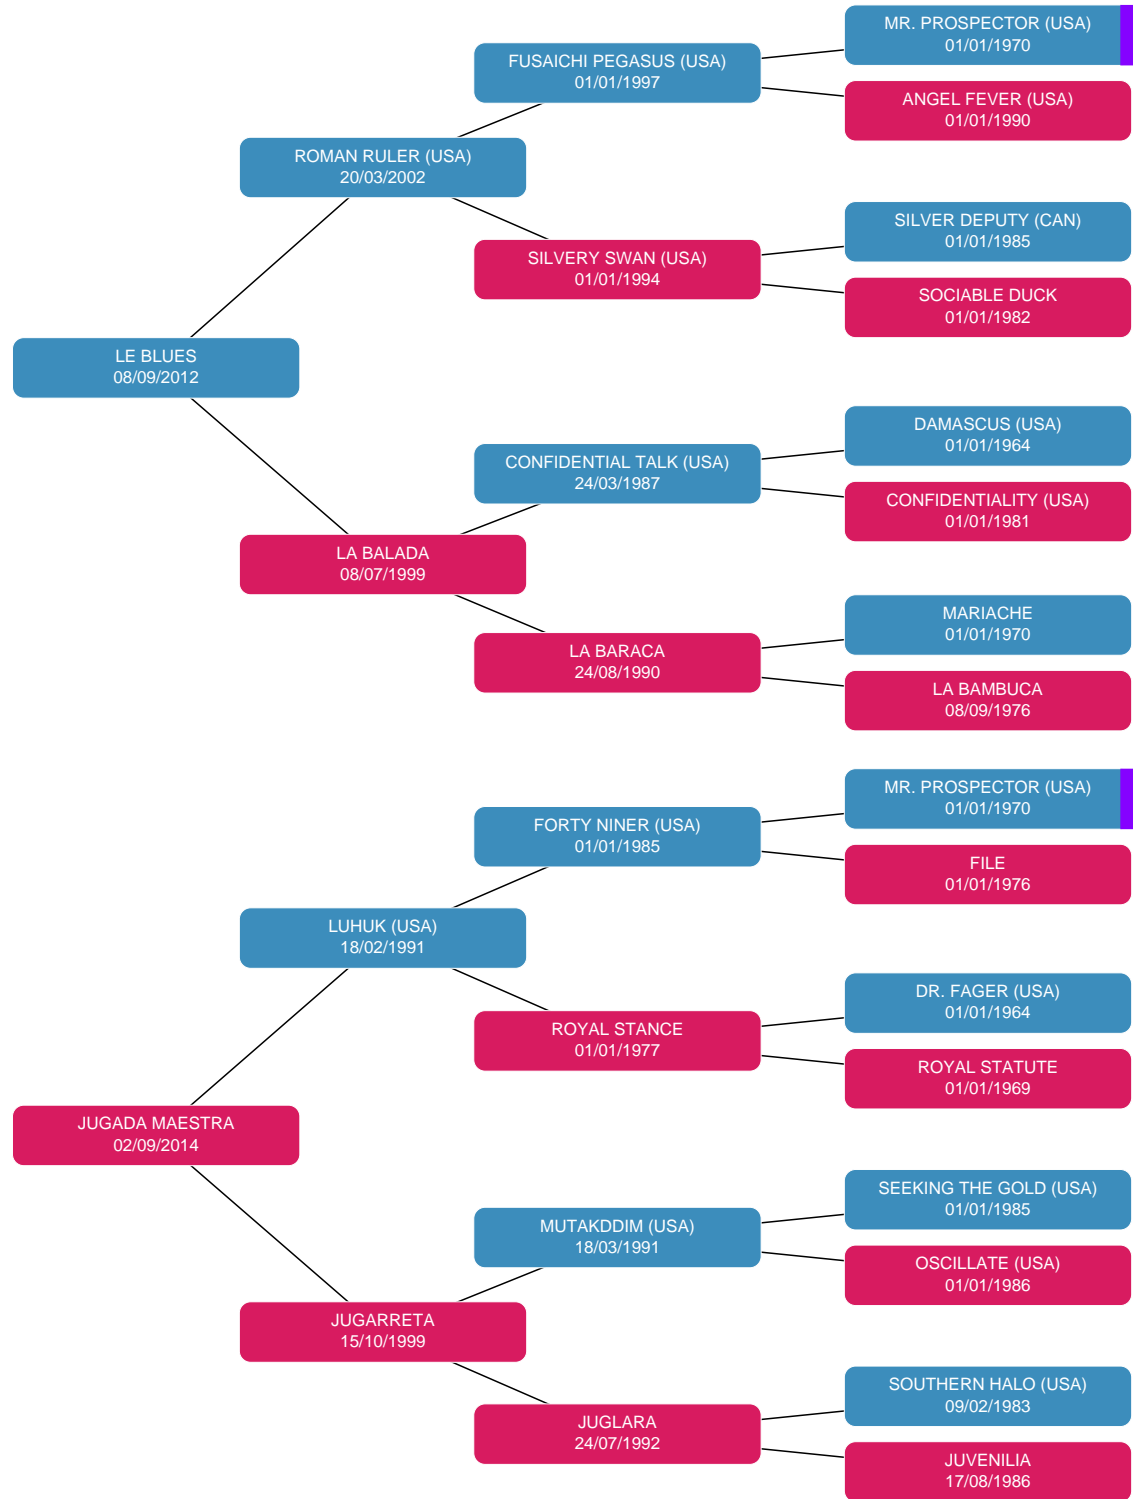 MR. PROSPECTOR (USA)
01/01/1970
FUSAICHI PEGASUS (USA)
01/01/1997
ANGEL FEVER (USA)
01/01/1990
ROMAN RULER (USA)
20/03/2002
SILVER DEPUTY (CAN)
01/01/1985
SILVERY SWAN (USA)
01/01/1994
SOCIABLE DUCK
01/01/1982
LE BLUES
08/09/2012
DAMASCUS (USA)
01/01/1964
CONFIDENTIAL TALK (USA)
24/03/1987
CONFIDENTIALITY (USA)
01/01/1981
LA BALADA
08/07/1999
MARIACHE
01/01/1970
LA BARACA
24/08/1990
LA BAMBUCA
08/09/1976
MR. PROSPECTOR (USA)
01/01/1970
FORTY NINER (USA)
01/01/1985
FILE
01/01/1976
LUHUK (USA)
18/02/1991
DR. FAGER (USA)
01/01/1964
ROYAL STANCE
01/01/1977
ROYAL STATUTE
01/01/1969
JUGADA MAESTRA
02/09/2014
SEEKING THE GOLD (USA)
01/01/1985
MUTAKDDIM (USA)
18/03/1991
OSCILLATE (USA)
01/01/1986
JUGARRETA
15/10/1999
SOUTHERN HALO (USA)
09/02/1983
JUGLARA
24/07/1992
JUVENILIA
17/08/1986